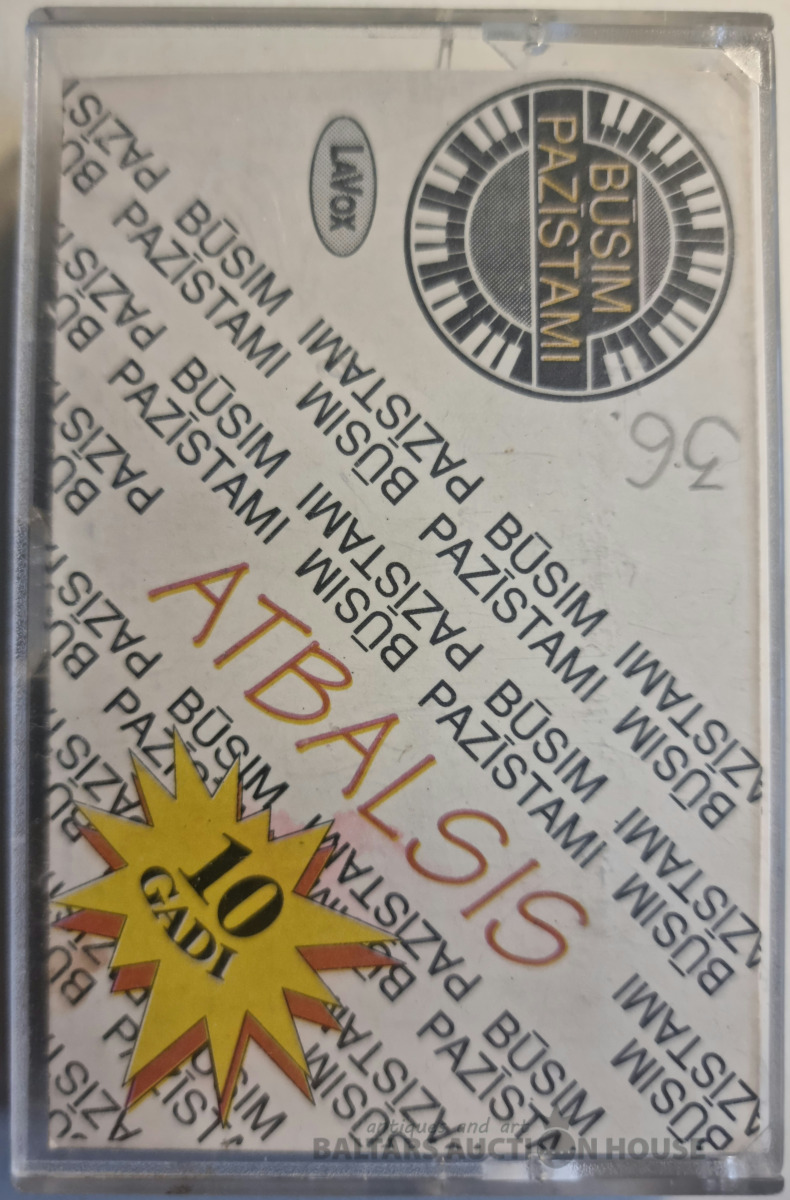 BŪSIM
PAZĪSTAMI
LAVOX
36.
BŪSIM PAZĪSTAMI BŪSIM PAZĪSTAMI BŪSIM PAZĪSTAMI
BŪSIM PAZĪSTAMI BŪSIM PAZĪSTAMI BŪSIM PAZĪSTAMI
ATBALSIS
10
GADI
antiques and art
BALTARS AUCTION HOUSE